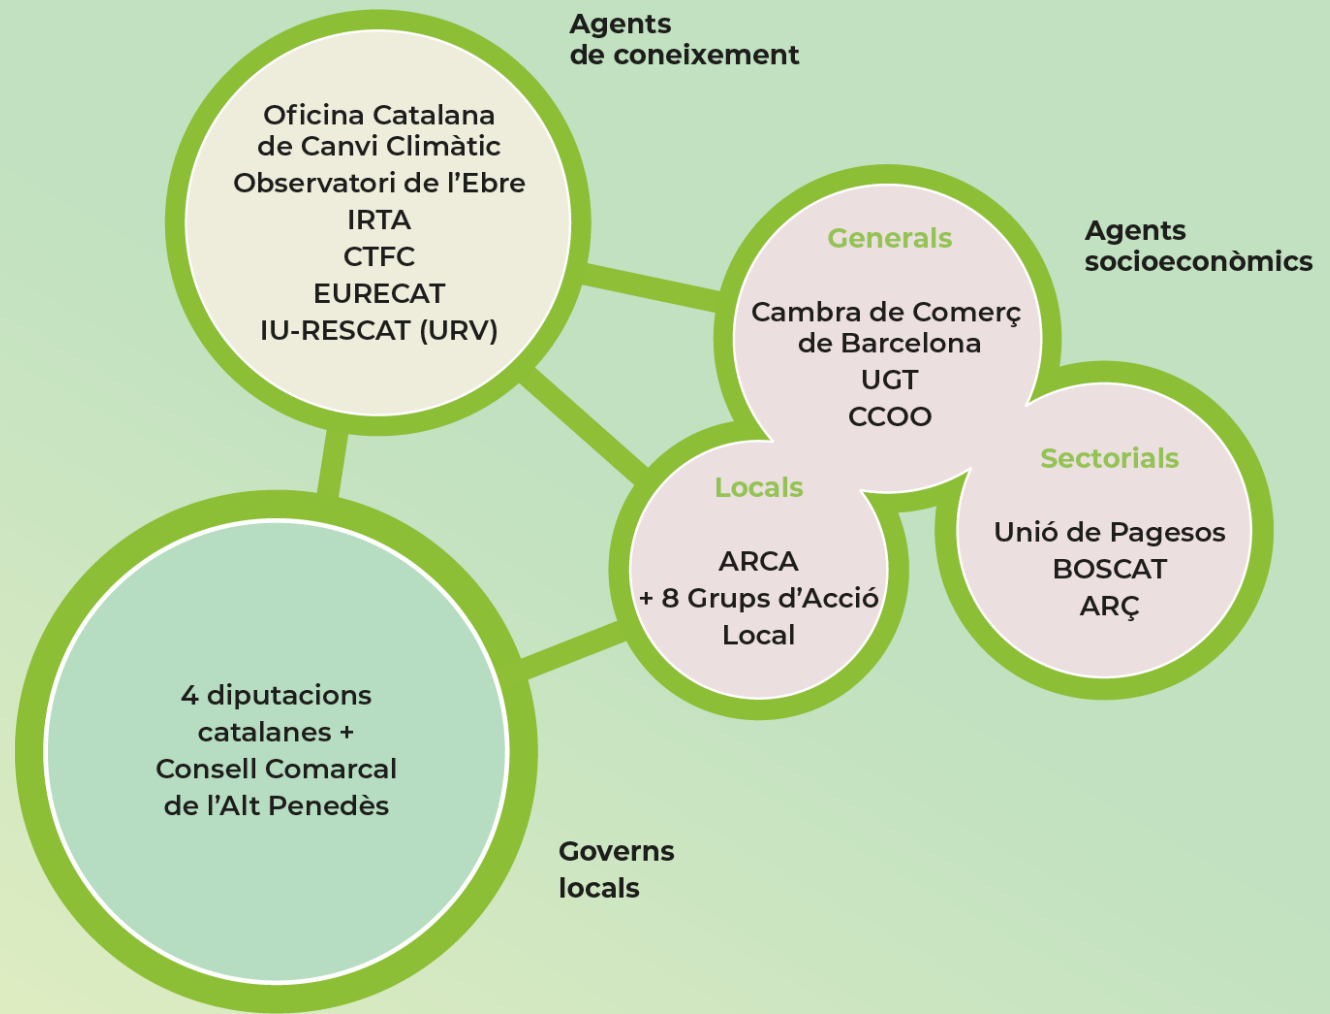 Agents
de coneixement
Oficina Catalana
de Canvi Climàtic
Observatori de l’Ebre
IRTA
CTFC
EURECAT
IU-RESCAT (URV)
Agents
socioeconòmics
Generals
Cambra de Comerç
de Barcelona
UGT
CCOO
Sectorials
Unió de Pagesos
BOSCAT
ARÇ
Locals
ARCA
+ 8 Grups d’Acció
Local
4 diputacions
catalanes +
Consell Comarcal
de l’Alt Penedès
Governs
locals